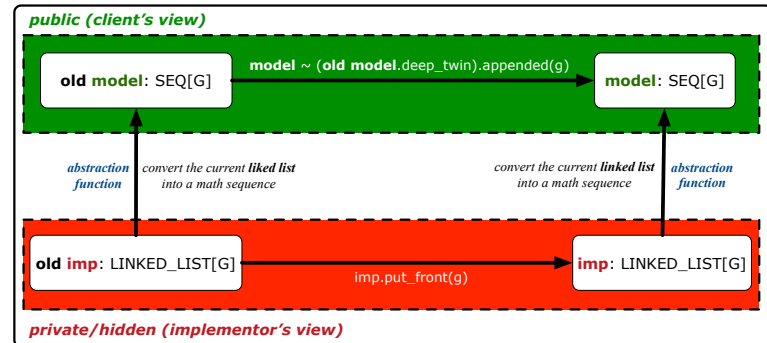 public (client's view)
model ~ (old model.deep_twin).appended(g)
old model: SEQ[G]
model: SEQ[G]
abstraction
function
convert the current liked list
into a math sequence
convert the current linked list
into a math sequence
abstraction
function
old imp: LINKED_LIST[G]
imp.put_front(g)
imp: LINKED_LIST[G]
private/hidden (implementor's view)